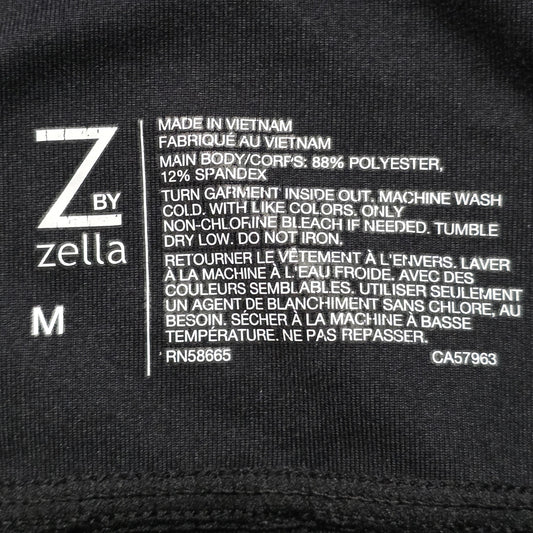 Z BY
zella
M
MADE IN VIETNAM
FABRIQUÉ AU VIETNAM
MAIN BODY/CORPS: 88% POLYESTER,
12% SPANDEX
TURN GARMENT INSIDE OUT. MACHINE WASH
COLD. WITH LIKE COLORS. ONLY
NON-CHLORINE BLEACH IF NEEDED. TUMBLE
DRY LOW. DO NOT IRON.
RETOURNER LE VÊTEMENT À L'ENVERS. LAVER
À LA MACHINE À L'EAU FROIDE. AVEC DES
COULEURS SEMBLABLES. UTILISER SEULEMENT
UN AGENT DE BLANCHIMENT SANS CHLORE, AU
BESOIN. SÉCHER À LA MACHINE À BASSE
TEMPÉRATURE. NE PAS REPASSER.
RN58665 CA57963